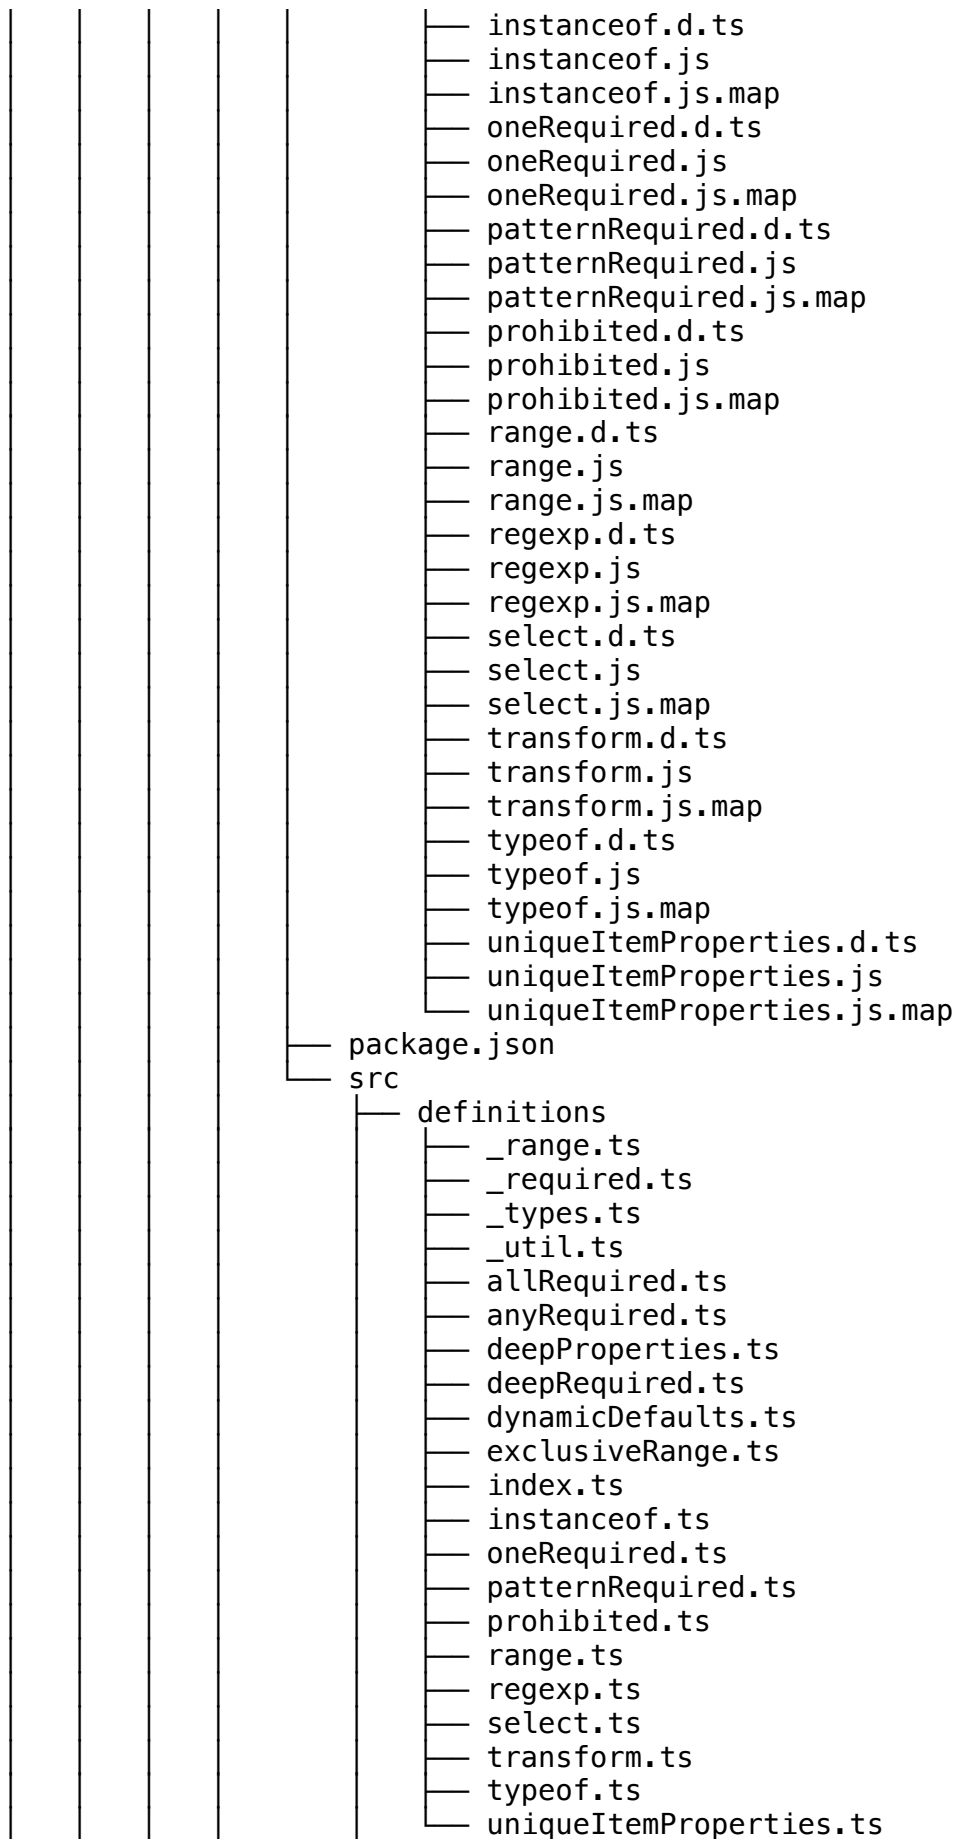 │   │   │   │   │       ├── instanceof.d.ts
│   │   │   │   │       ├── instanceof.js
│   │   │   │   │       ├── instanceof.js.map
│   │   │   │   │       ├── oneRequired.d.ts
│   │   │   │   │       ├── oneRequired.js
│   │   │   │   │       ├── oneRequired.js.map
│   │   │   │   │       ├── patternRequired.d.ts
│   │   │   │   │       ├── patternRequired.js
│   │   │   │   │       ├── patternRequired.js.map
│   │   │   │   │       ├── prohibited.d.ts
│   │   │   │   │       ├── prohibited.js
│   │   │   │   │       ├── prohibited.js.map
│   │   │   │   │       ├── range.d.ts
│   │   │   │   │       ├── range.js
│   │   │   │   │       ├── range.js.map
│   │   │   │   │       ├── regexp.d.ts
│   │   │   │   │       ├── regexp.js
│   │   │   │   │       ├── regexp.js.map
│   │   │   │   │       ├── select.d.ts
│   │   │   │   │       ├── select.js
│   │   │   │   │       ├── select.js.map
│   │   │   │   │       ├── transform.d.ts
│   │   │   │   │       ├── transform.js
│   │   │   │   │       ├── transform.js.map
│   │   │   │   │       ├── typeof.d.ts
│   │   │   │   │       ├── typeof.js
│   │   │   │   │       ├── typeof.js.map
│   │   │   │   │       ├── uniqueItemProperties.d.ts
│   │   │   │   │       ├── uniqueItemProperties.js
│   │   │   │   │       └── uniqueItemProperties.js.map
│   │   │   │   ├── package.json
│   │   │   │   └── src
│   │   │   │       ├── definitions
│   │   │   │       │   ├── _range.ts
│   │   │   │       │   ├── _required.ts
│   │   │   │       │   ├── _types.ts
│   │   │   │       │   ├── _util.ts
│   │   │   │       │   ├── allRequired.ts
│   │   │   │       │   ├── anyRequired.ts
│   │   │   │       │   ├── deepProperties.ts
│   │   │   │       │   ├── deepRequired.ts
│   │   │   │       │   ├── dynamicDefaults.ts
│   │   │   │       │   ├── exclusiveRange.ts
│   │   │   │       │   ├── index.ts
│   │   │   │       │   ├── instanceof.ts
│   │   │   │       │   ├── oneRequired.ts
│   │   │   │       │   ├── patternRequired.ts
│   │   │   │       │   ├── prohibited.ts
│   │   │   │       │   ├── range.ts
│   │   │   │       │   ├── regexp.ts
│   │   │   │       │   ├── select.ts
│   │   │   │       │   ├── transform.ts
│   │   │   │       │   ├── typeof.ts
│   │   │   │       │   └── uniqueItemProperties.ts